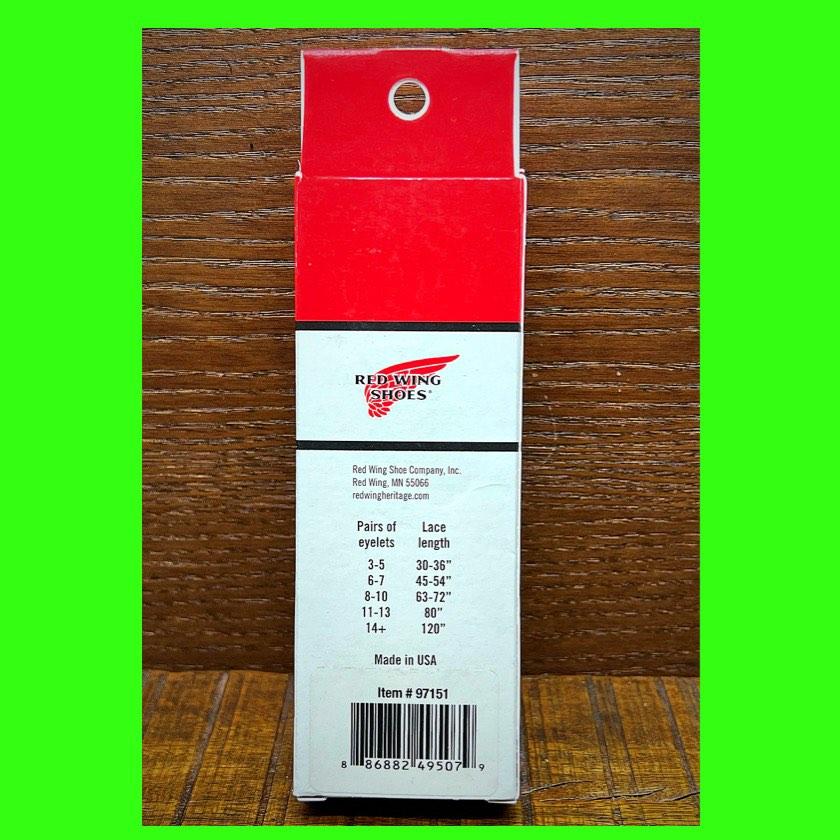 RED WING
SHOES®
Red Wing Shoe Company, Inc.
Red Wing, MN 55066
redwingheritage.com
Pairs of eyelets Lace length
3-5 30-36”
6-7 45-54”
8-10 63-72”
11-13 80”
14+ 120”
Made in USA
Item # 97151
8 86882 49507 9